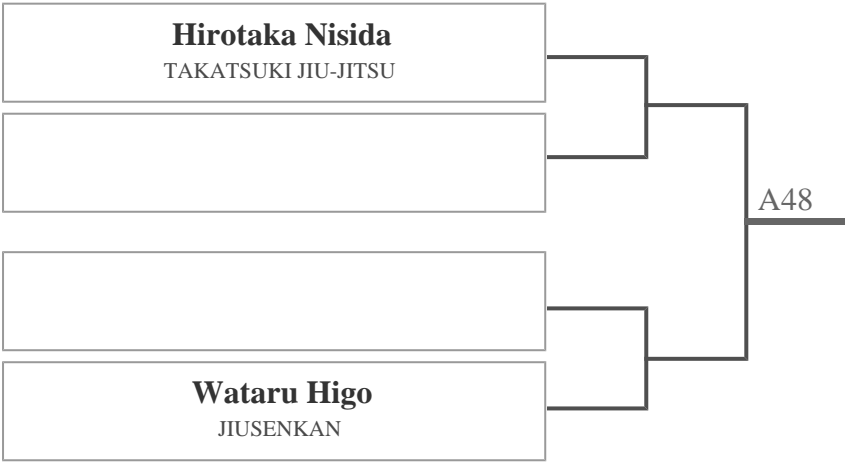 Hirotaka Nisida
TAKATSUKI JIU-JITSU
A48
Wataru Higo
JIUSENKAN